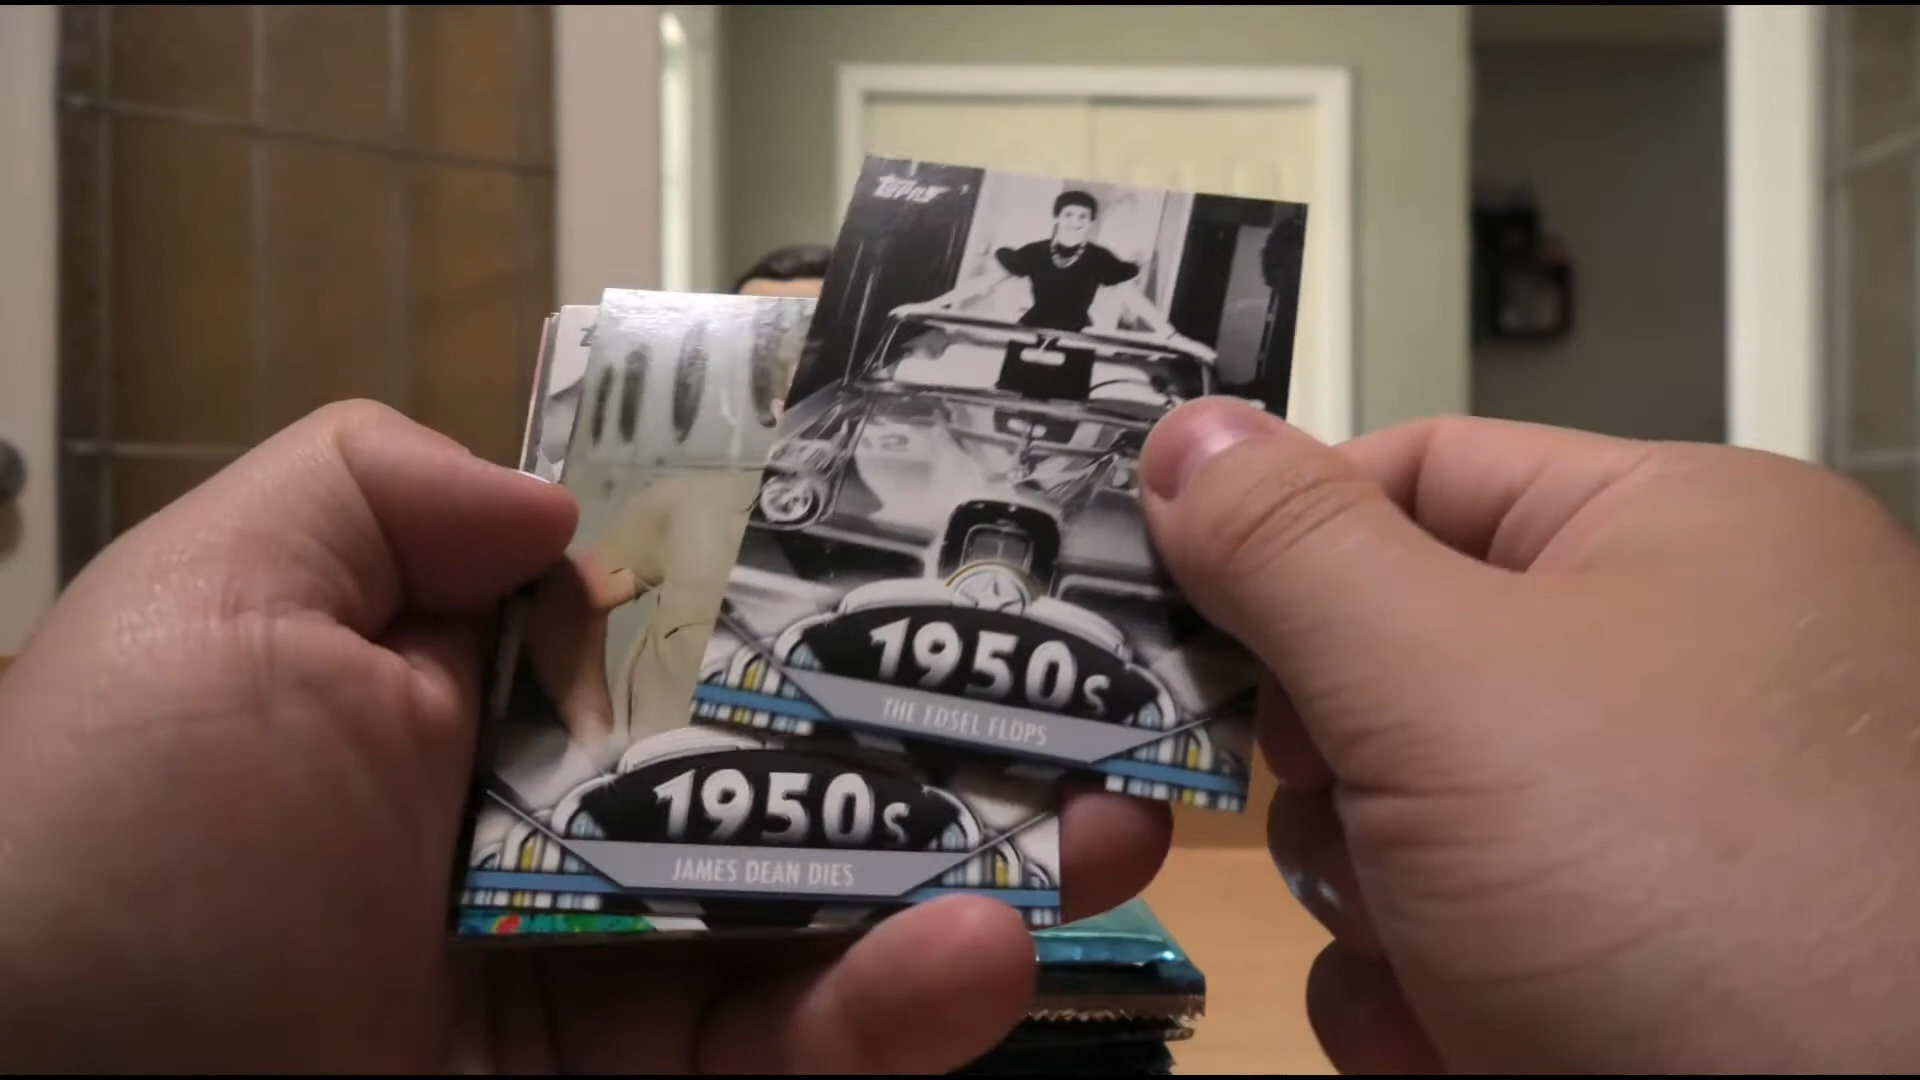 Topps
1950s
THE EDSEL FLOPS
1950s
JAMES DEAN DIES